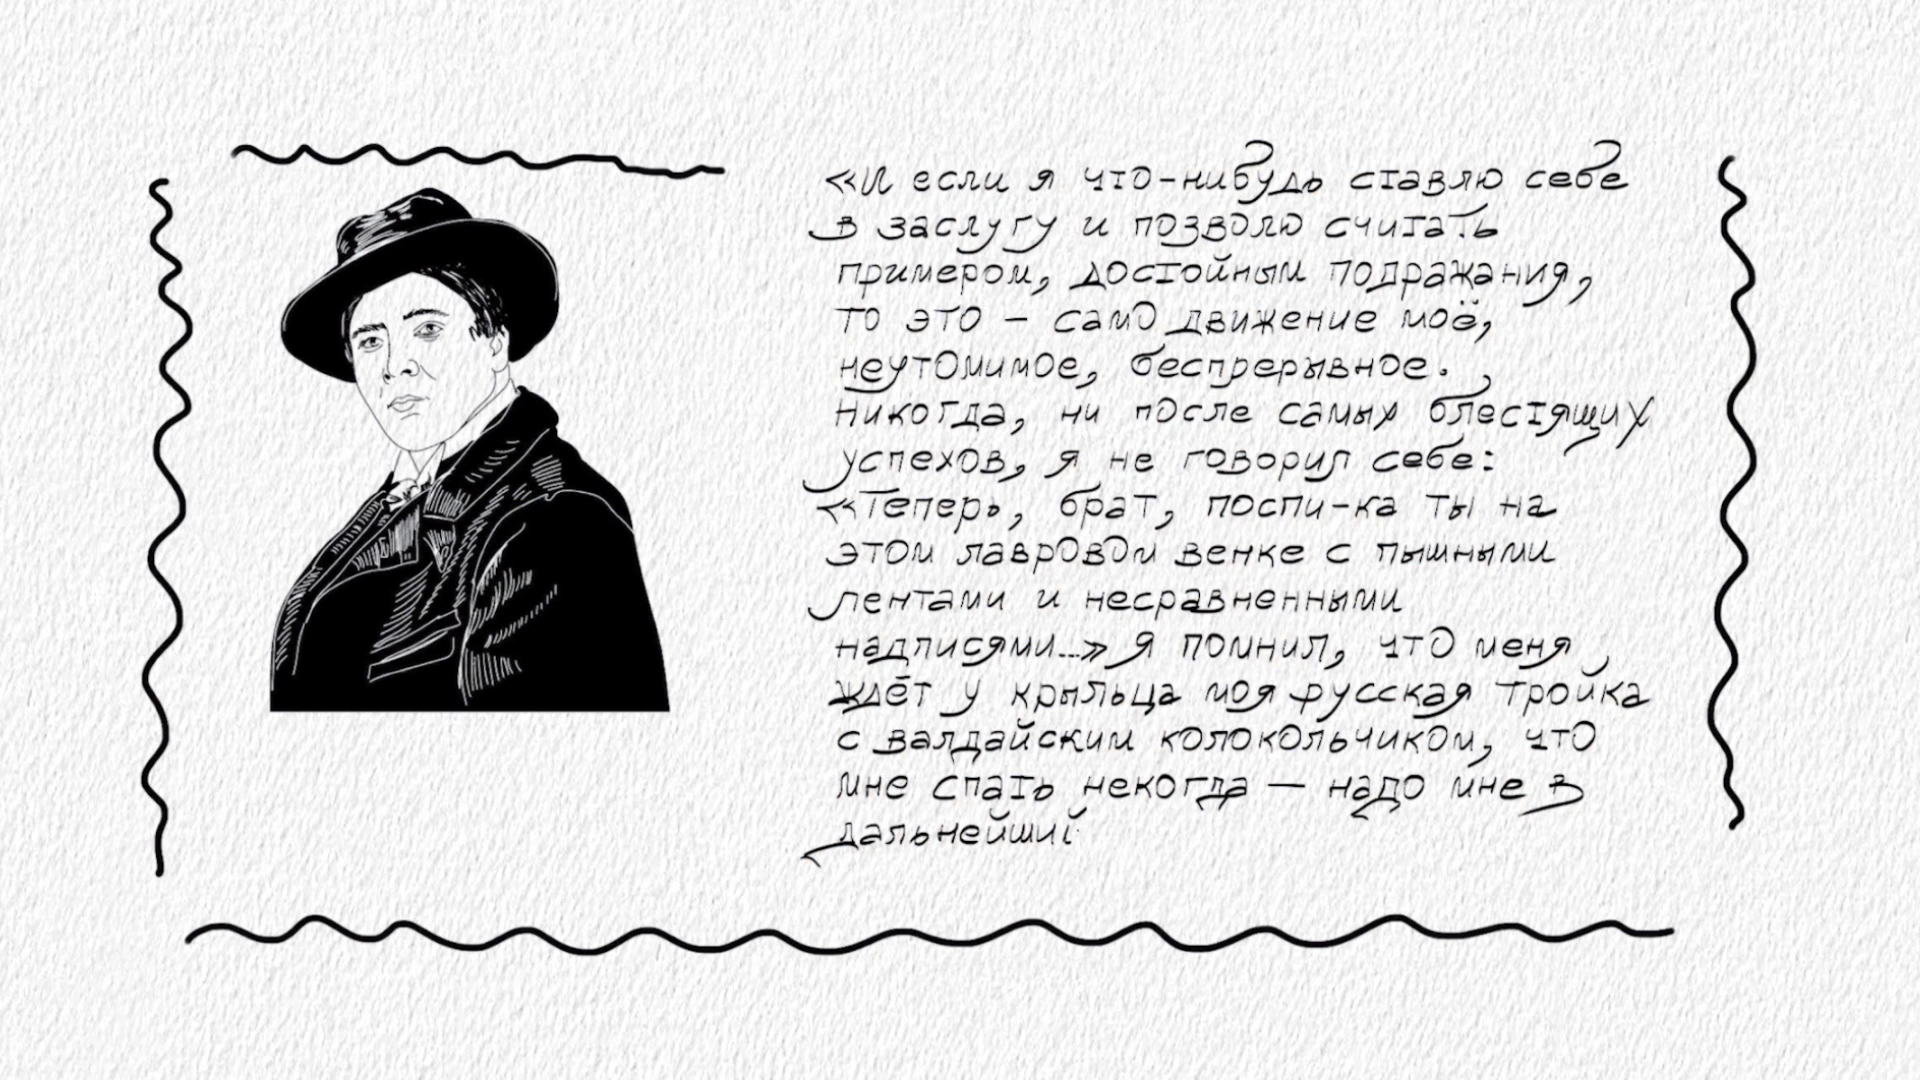 «И если я что-нибудь ставлю себе
в заслугу и позволю считать
примером, достойным подражания,
то это – само движение моё,
неутомимое, беспрерывное.
Никогда, ни после самых блестящих
успехов, я не говорил себе:
«Теперь, брат, поспи-ка ты на
этом лавровом венке с пышными
лентами и несравненными
надписями...» Я помнил, что меня
ждёт у крыльца моя русская тройка
с валдайским колокольчиком, что
мне спать некогда — надо мне в
дальнейший